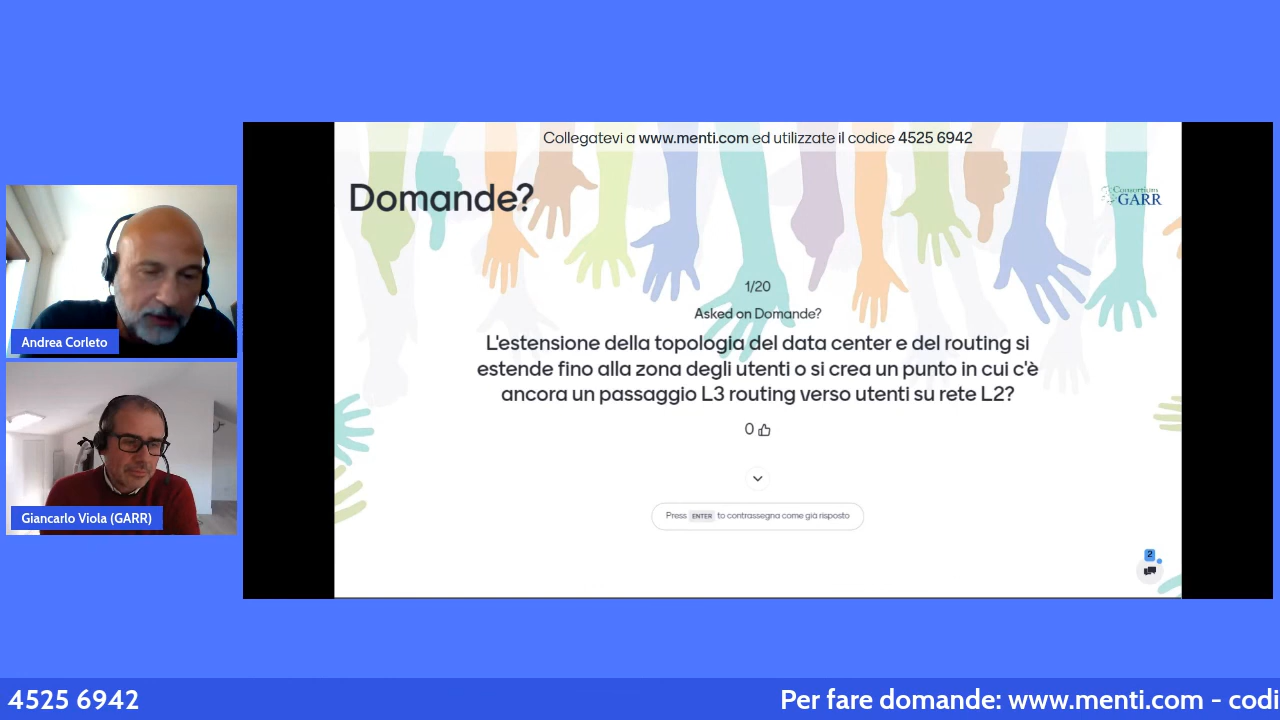 Collegatevi a www.menti.com ed utilizzate il codice 4525 6942
Domande?
Consortium
GARR
1/20
Asked on Domande?
L'estensione della topologia del data center e del routing si
estende fino alla zona degli utenti o si crea un punto in cui c'è
ancora un passaggio L3 routing verso utenti su rete L2?
0
Press ENTER to contrassegna come già risposto
2
Andrea Corleto
Giancarlo Viola (GARR)
4525 6942
Per fare domande: www.menti.com - codi